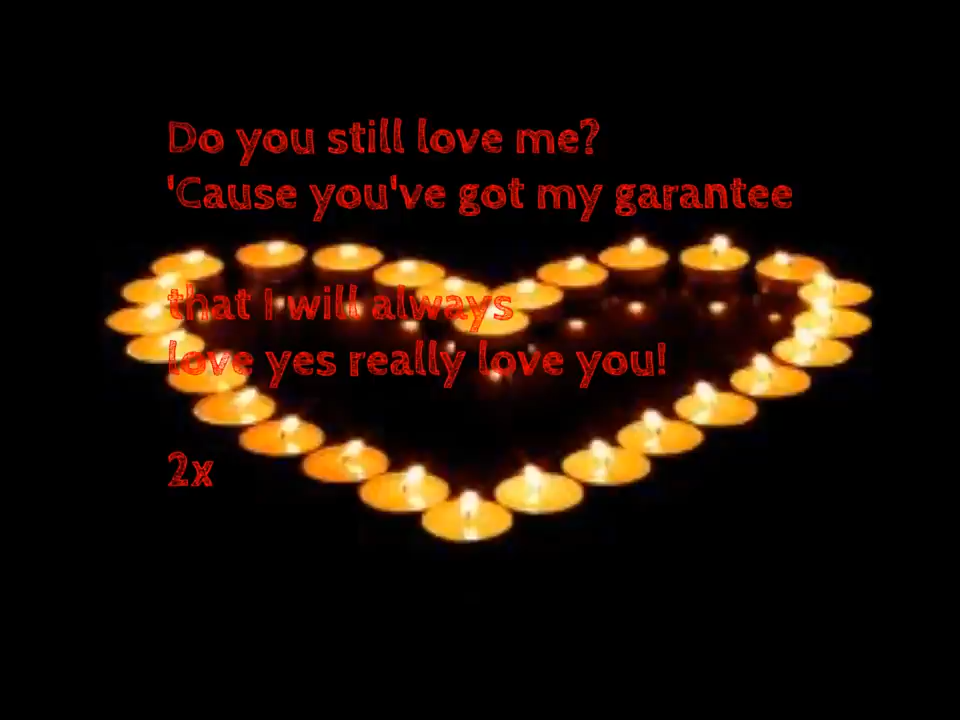 Do you still love me?
'Cause you've got my garantee
that I will always
love yes really love you!
2x